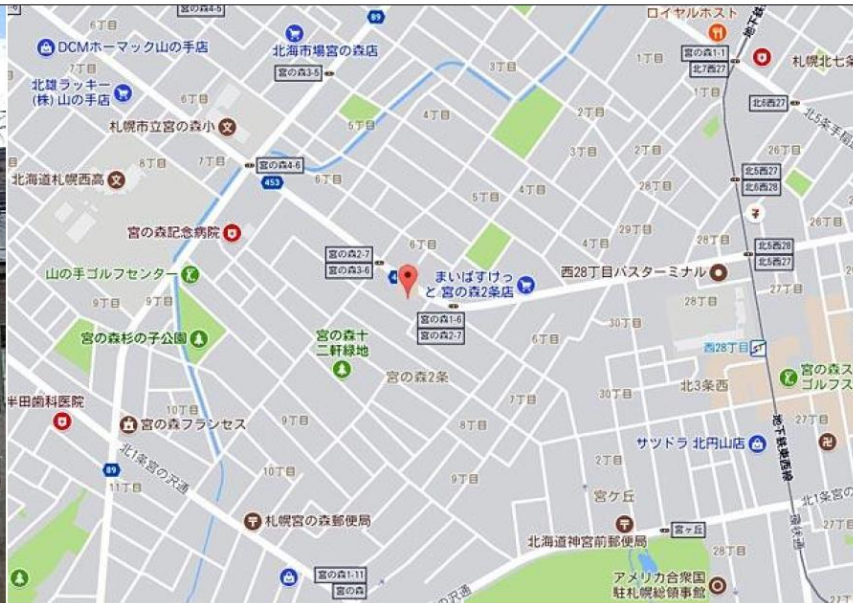 宮の森4-5
89
6丁目
ロイヤルホスト
DCMホーマック山の手店
北海市場宮の森店
宮の森1-1
北7西27
7丁目
宮の森3-5
3丁目
1丁目
北雄ラッキー
(株) 山の手店
6丁目
5丁目
4丁目
1丁目
北6西27
札幌市立宮の森小
3丁目
2丁目
26丁目
北海道札幌西高
8丁目
7丁目
宮の森4-6
453
6丁目
5丁目
4丁目
28丁目
北5西27
北6西28
宮の森記念病院
29丁目
26丁目
宮の森2-7
宮の森3-6
6丁目
28丁目
北5西28
北5西27
山の手ゴルフセンター
まいばすけっ
と 宮の森2条店
西28丁目バスターミナル
27丁目
9丁目
9丁目
宮の森1-6
宮の森2-7
30丁目
28丁目
宮の森杉の子公園
宮の森十
二軒緑地
6丁目
西28丁目
宮の森2条
7丁目
北3条西
宮の森ス
ゴルフス
半田歯科医院
10丁目
9丁目
30丁目
宮の森フランセス
8丁目
27丁目
北1条宮の沢通
サツドラ 北円山店
地下鉄東西線
89
11丁目
10丁目
9丁目
2丁目
宮ケ丘
札幌宮の森郵便局
宮ヶ丘
北海道神宮前郵便局
28丁目
27丁目
環状通
宮の森1-11
宮の森
アメリカ合衆国
駐札幌総領事館
27丁